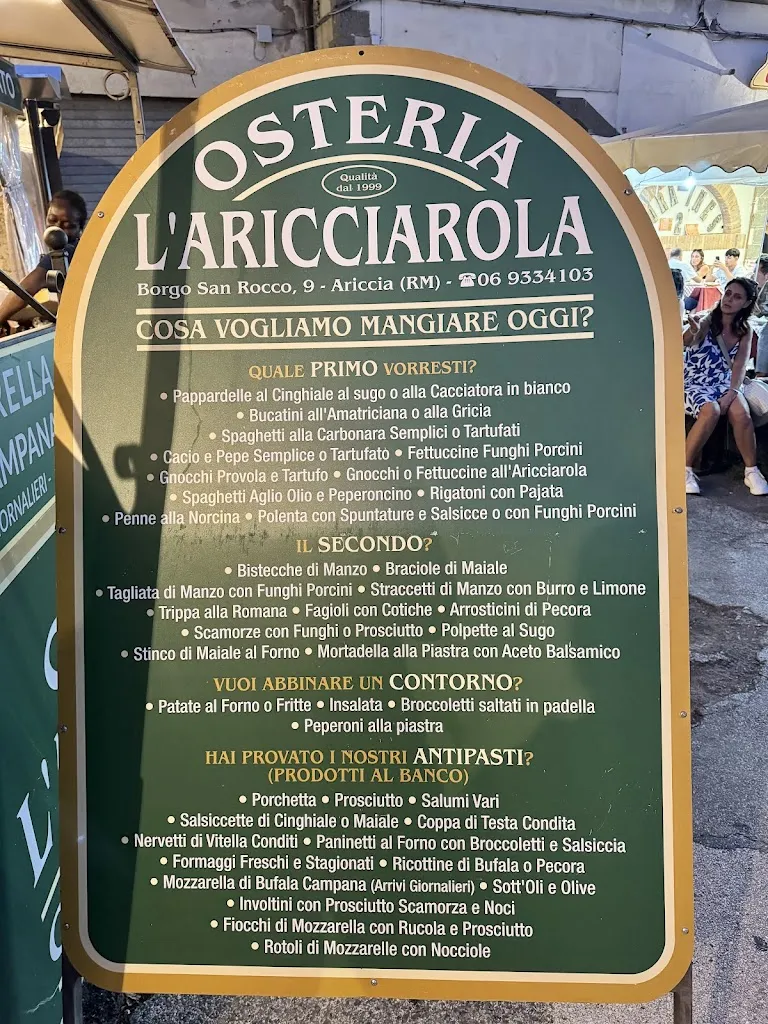 OSTERIA
Qualità
dal 1999
L'ARICCIAROLA
Borgo San Rocco, 9 - Ariccia (RM) - ☎06 9334103
COSA VOGLIAMO MANGIARE OGGI?
QUALE PRIMO VORRESTI?
• Pappardelle al Cinghiale al sugo o alla Cacciatora in bianco
• Bucatini all'Amatriciana o alla Gricia
• Spaghetti alla Carbonara Semplici o Tartufati
• Cacio e Pepe Semplice o Tartufato • Fettuccine Funghi Porcini
• Gnocchi Provola e Tartufo • Gnocchi o Fettuccine all'Aricciarola
• Spaghetti Aglio Olio e Peperoncino • Rigatoni con Pajata
• Penne alla Norcina • Polenta con Spuntature e Salsicce o con Funghi Porcini
IL SECONDO?
• Bistecche di Manzo • Braciole di Maiale
• Tagliata di Manzo con Funghi Porcini • Straccetti di Manzo con Burro e Limone
• Trippa alla Romana • Fagioli con Cotiche • Arrosticini di Pecora
• Scamorze con Funghi o Prosciutto • Polpette al Sugo
• Stinco di Maiale al Forno • Mortadella alla Piastra con Aceto Balsamico
VUOI ABBINARE UN CONTORNO?
• Patate al Forno o Fritte • Insalata • Broccoletti saltati in padella
• Peperoni alla piastra
HAI PROVATO I NOSTRI ANTIPASTI?
(PRODOTTI AL BANCO)
• Porchetta • Prosciutto • Salumi Vari
• Salsiccette di Cinghiale o Maiale • Coppa di Testa Condita
• Nervetti di Vitella Conditi • Paninetti al Forno con Broccoletti e Salsiccia
• Formaggi Freschi e Stagionati • Ricottine di Bufala o Pecora
• Mozzarella di Bufala Campana (Arrivi Giornalieri) • Sott'Oli e Olive
• Involtini con Prosciutto Scamorza e Noci
• Fiocchi di Mozzarella con Rucola e Prosciutto
• Rotoli di Mozzarelle con Nocciole
TO
RELLA
MPANA
ORNALIERI -
L'